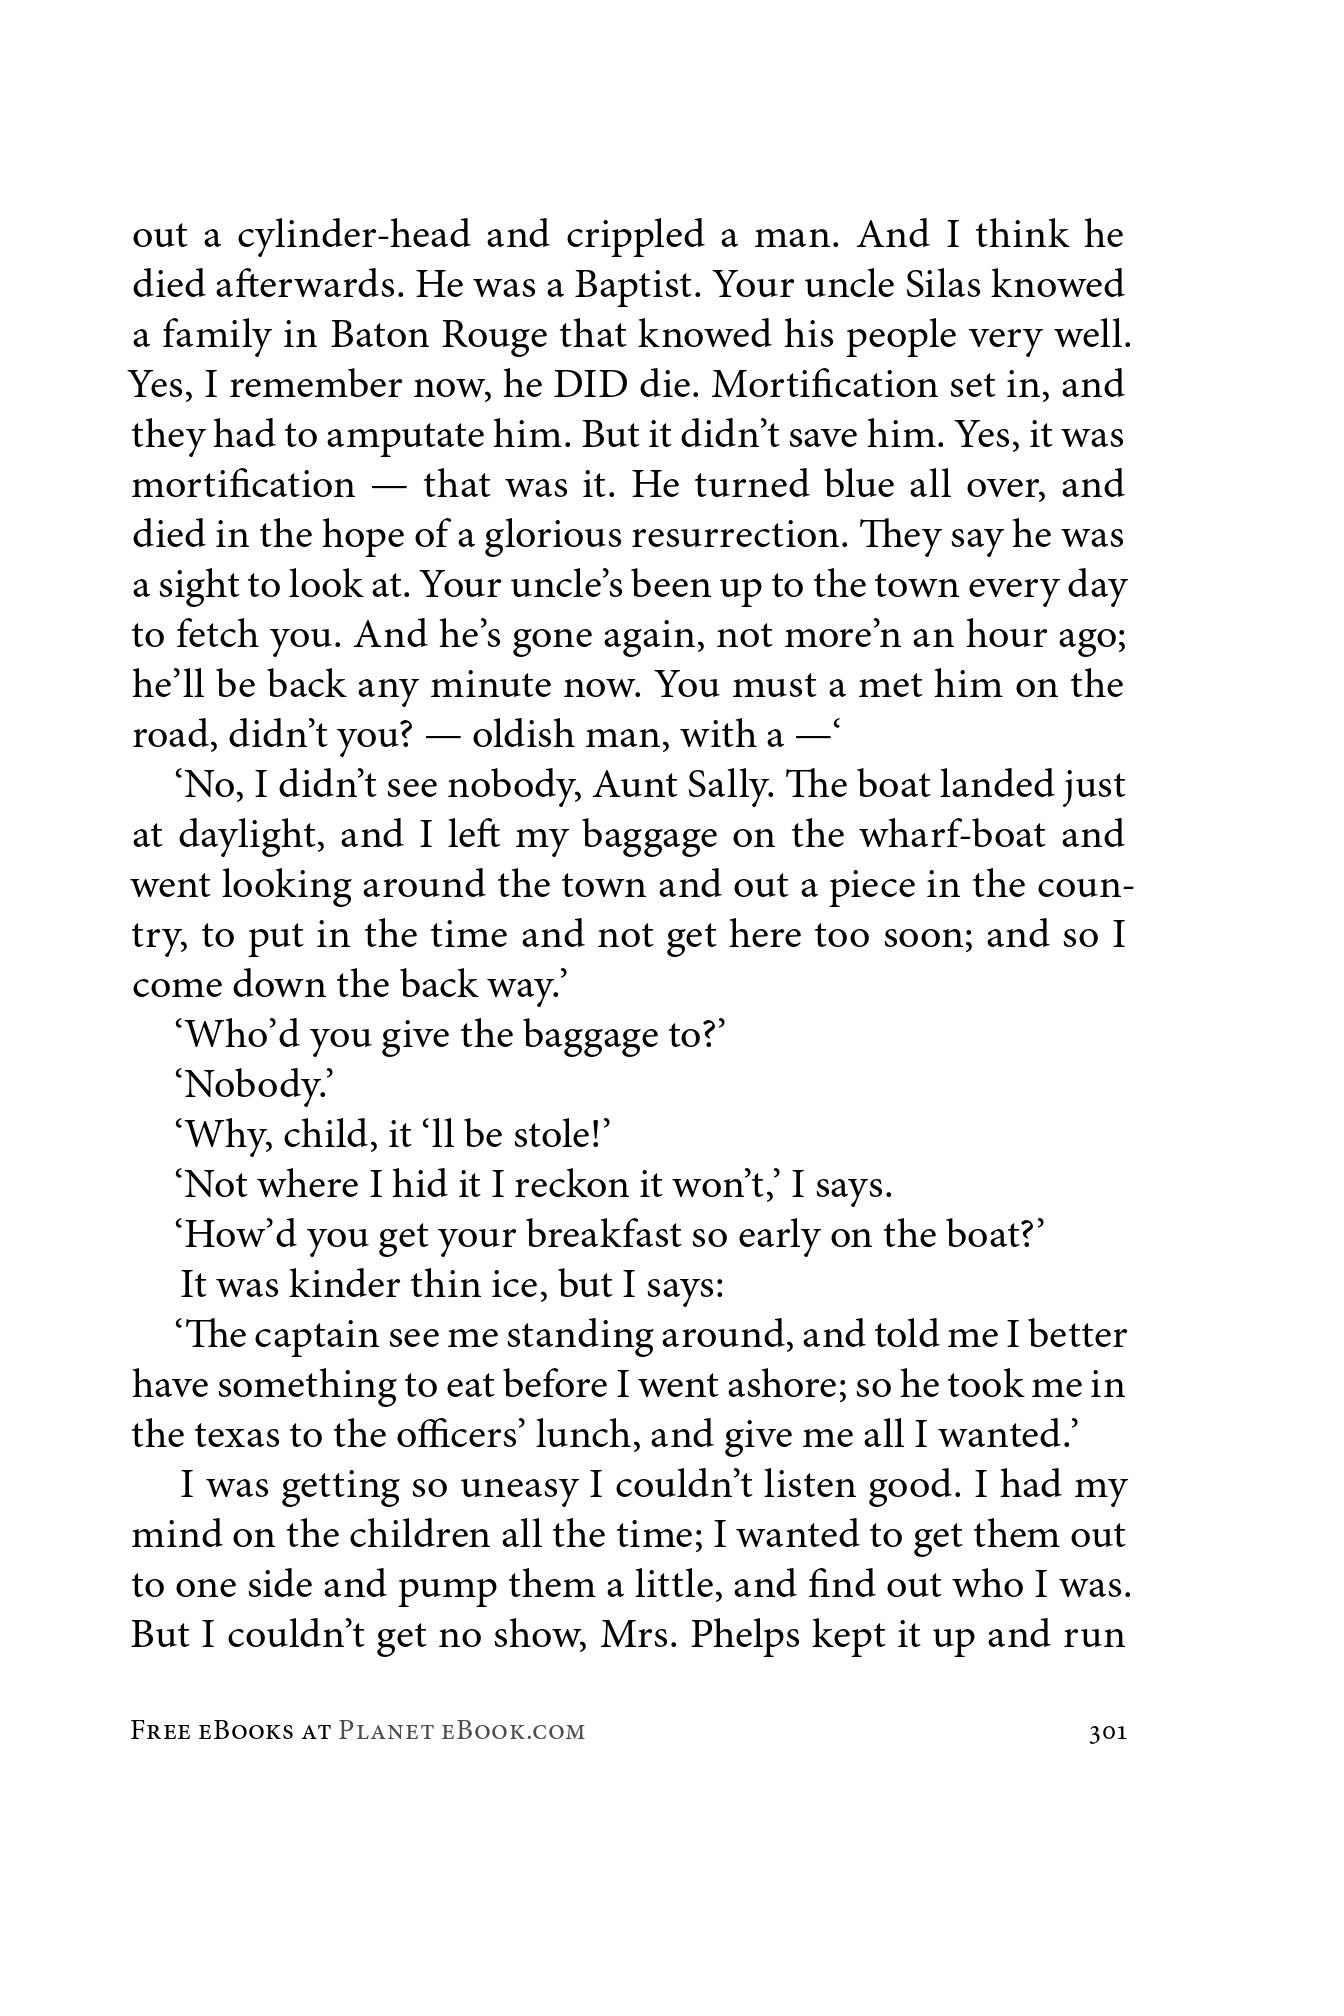 out a cylinder-head and crippled a man. And I think he
died afterwards. He was a Baptist. Your uncle Silas knowed
a family in Baton Rouge that knowed his people very well.
Yes, I remember now, he DID die. Mortification set in, and
they had to amputate him. But it didn’t save him. Yes, it was
mortification — that was it. He turned blue all over, and
died in the hope of a glorious resurrection. They say he was
a sight to look at. Your uncle’s been up to the town every day
to fetch you. And he’s gone again, not more’n an hour ago;
he’ll be back any minute now. You must a met him on the
road, didn’t you? — oldish man, with a —‘
‘No, I didn’t see nobody, Aunt Sally. The boat landed just
at daylight, and I left my baggage on the wharf-boat and
went looking around the town and out a piece in the coun-
try, to put in the time and not get here too soon; and so I
come down the back way.’
‘Who’d you give the baggage to?’
‘Nobody.’
‘Why, child, it ‘ll be stole!’
‘Not where I hid it I reckon it won’t,’ I says.
‘How’d you get your breakfast so early on the boat?’
It was kinder thin ice, but I says:
‘The captain see me standing around, and told me I better
have something to eat before I went ashore; so he took me in
the texas to the officers’ lunch, and give me all I wanted.’
I was getting so uneasy I couldn’t listen good. I had my
mind on the children all the time; I wanted to get them out
to one side and pump them a little, and find out who I was.
But I couldn’t get no show, Mrs. Phelps kept it up and run
Free eBooks at Planet eBook.com 301